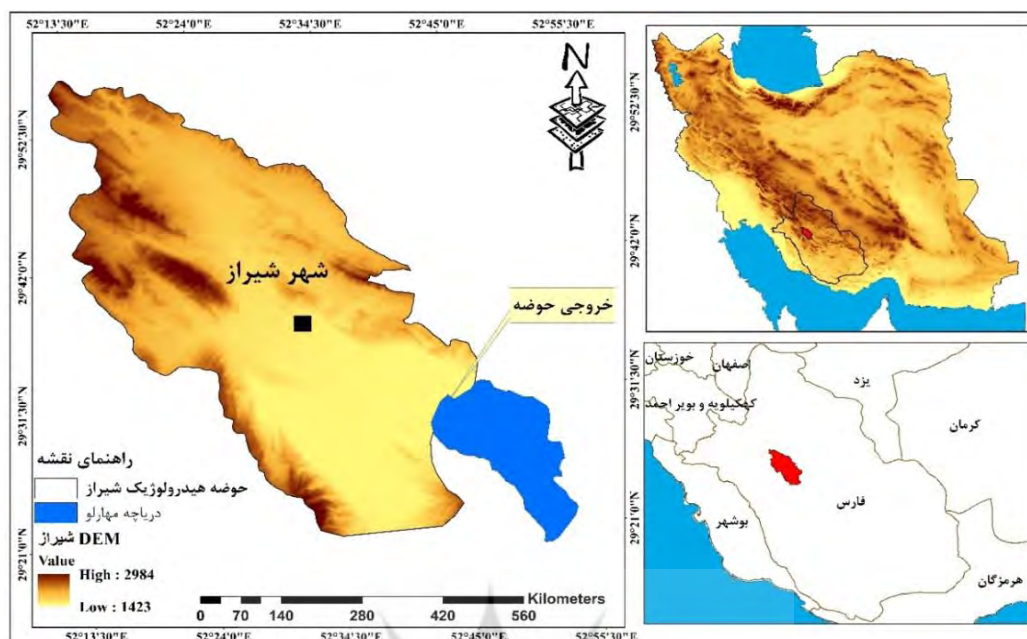 52°13'30"E 52°24'0"E 52°34'30"E 52°45'0"E 52°55'30"E
N
29°52'30"N
29°42'0"N
29°31'30"N
29°21'0"N
شهر شیراز
خروجی حوضه
راهنمای نقشه
حوضه هیدرولوژیک شیراز
دریاچه مهارلو
DEM شیراز
Value
High : 2984
Low : 1423
Kilometers
0 70 140 280 420 560
52°13'30"E 52°24'0"E 52°34'30"E 52°45'0"E 52°55'30"E
29°52'30"N
29°42'0"N
29°31'30"N
29°21'0"N
خوزستان
اصفهان
یزد
کهکیلویه و بویر احمد
کرمان
فارس
بوشهر
هرمزگان